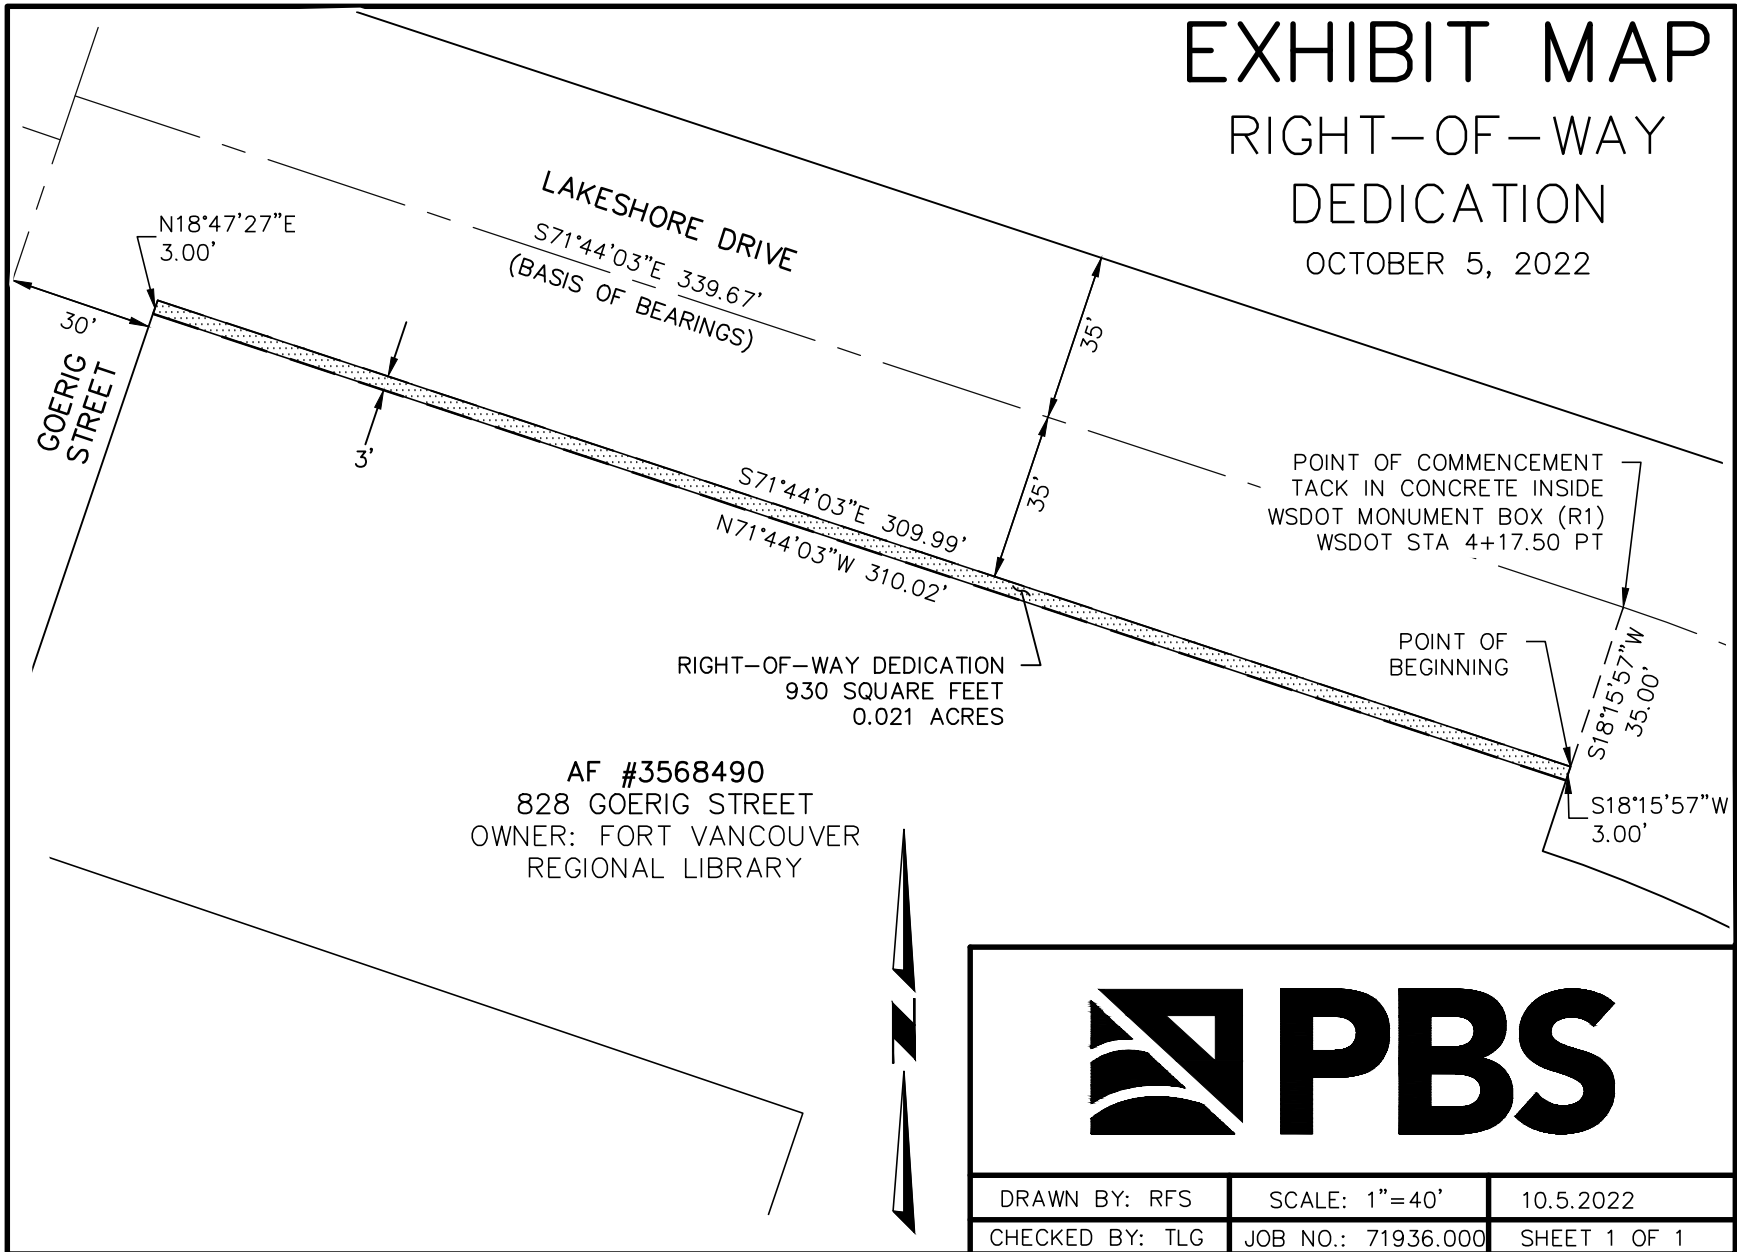 EXHIBIT MAP
RIGHT-OF-WAY
DEDICATION
OCTOBER 5, 2022
LAKESHORE DRIVE
S71°44'03"E 339.67'
(BASIS OF BEARINGS)
N18°47'27"E
3.00'
30'
GOERIG
STREET
3'
35'
35'
S71°44'03"E 309.99'
N71°44'03"W 310.02'
POINT OF COMMENCEMENT
TACK IN CONCRETE INSIDE
WSDOT MONUMENT BOX (R1)
WSDOT STA 4+17.50 PT
POINT OF
BEGINNING
S18°15'57"W
35.00'
S18°15'57"W
3.00'
RIGHT-OF-WAY DEDICATION
930 SQUARE FEET
0.021 ACRES
AF #3568490
828 GOERIG STREET
OWNER: FORT VANCOUVER
REGIONAL LIBRARY
N
PBS
DRAWN BY: RFS SCALE: 1"=40' 10.5.2022
CHECKED BY: TLG JOB NO.: 71936.000 SHEET 1 OF 1